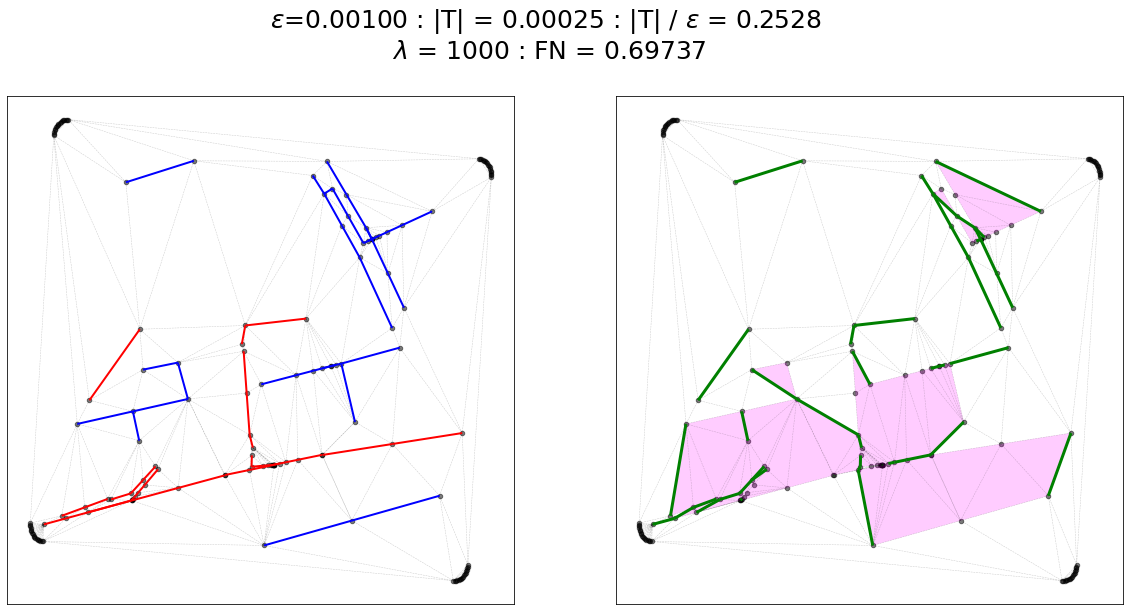 ε=0.00100 : |T| = 0.00025 : |T| / ε = 0.2528
λ = 1000 : FN = 0.69737